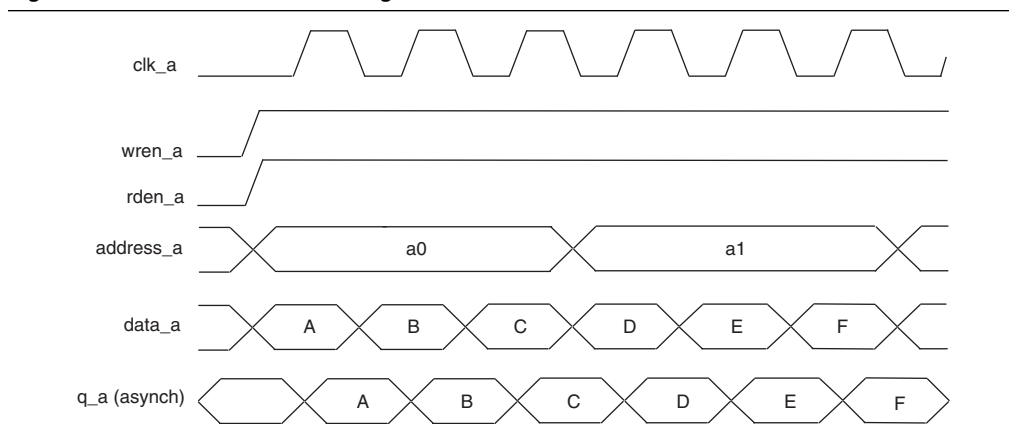 clk_a
wren_a
rden_a
address_a a0 a1
data_a A B C D E F
q_a (asynch) A B C D E F